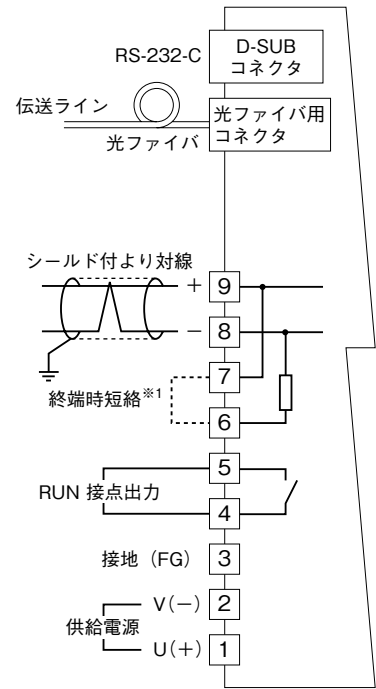 RS-232-C
D-SUB
コネクタ
伝送ライン
光ファイバ
光ファイバ用
コネクタ
シールド付より対線
+ 9
− 8
7
終端時短絡※1
6
5
RUN 接点出力
4
接地（FG） 3
V(−) 2
供給電源
U(+) 1